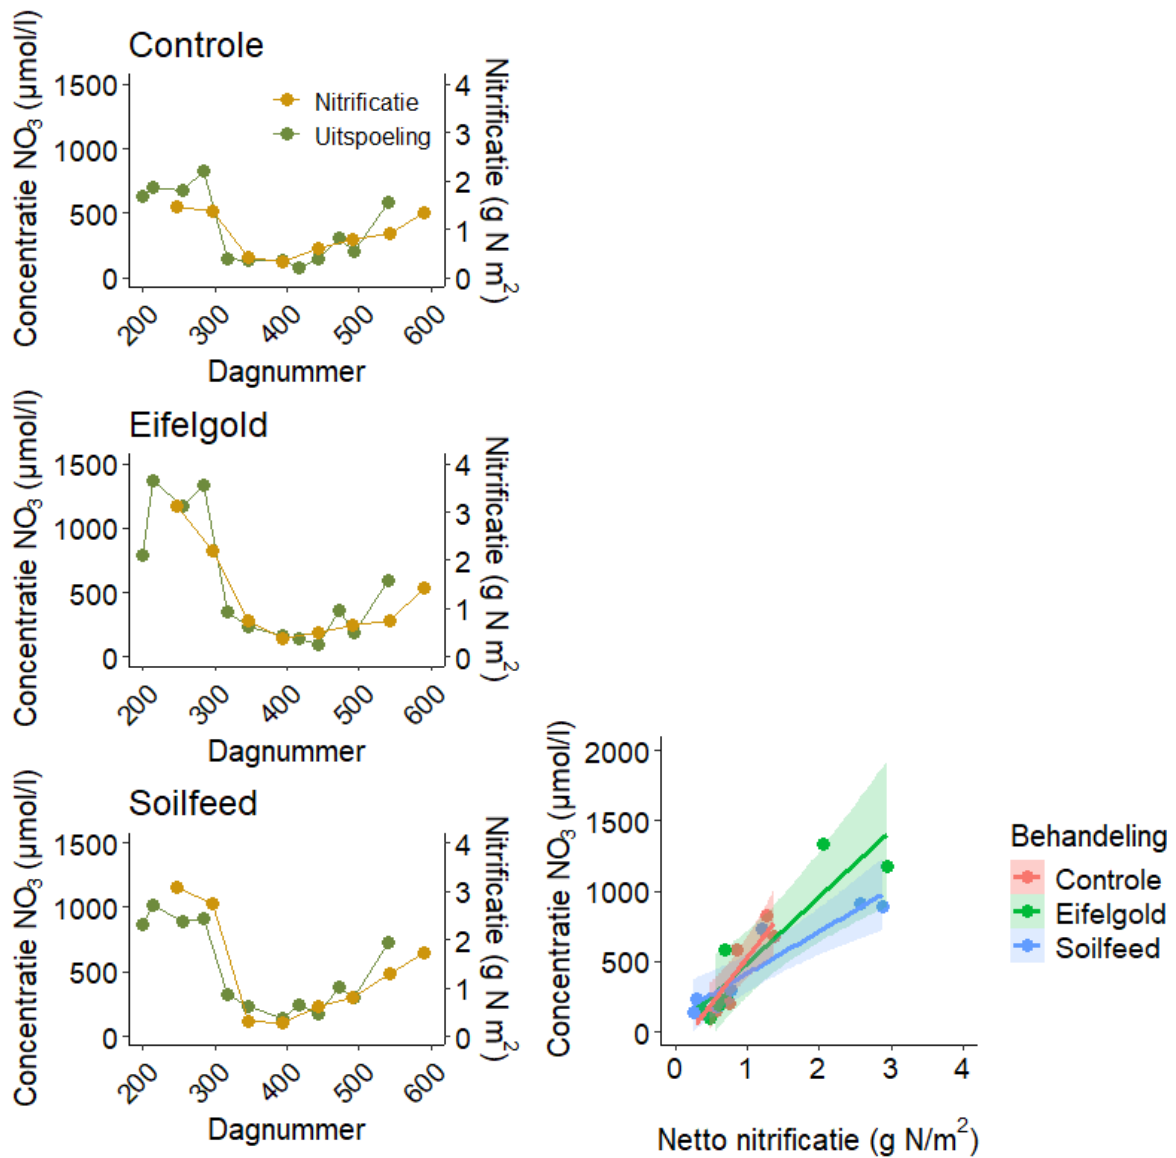 Controle
Concentratie NO3 (µmol/l)
1500
1000
500
0
Nitrificatie
Uitspoeling
4
3
2
1
0
Nitrificatie (g N m2)
200
300
400
500
600
Dagnummer
Eifelgold
Concentratie NO3 (µmol/l)
1500
1000
500
0
4
3
2
1
0
Nitrificatie (g N m2)
200
300
400
500
600
Dagnummer
Soilfeed
Concentratie NO3 (µmol/l)
1500
1000
500
0
4
3
2
1
0
Nitrificatie (g N m2)
200
300
400
500
600
Dagnummer
Concentratie NO3 (µmol/l)
2000
1500
1000
500
0
0 1 2 3 4
Netto nitrificatie (g N/m2)
Behandeling
Controle
Eifelgold
Soilfeed